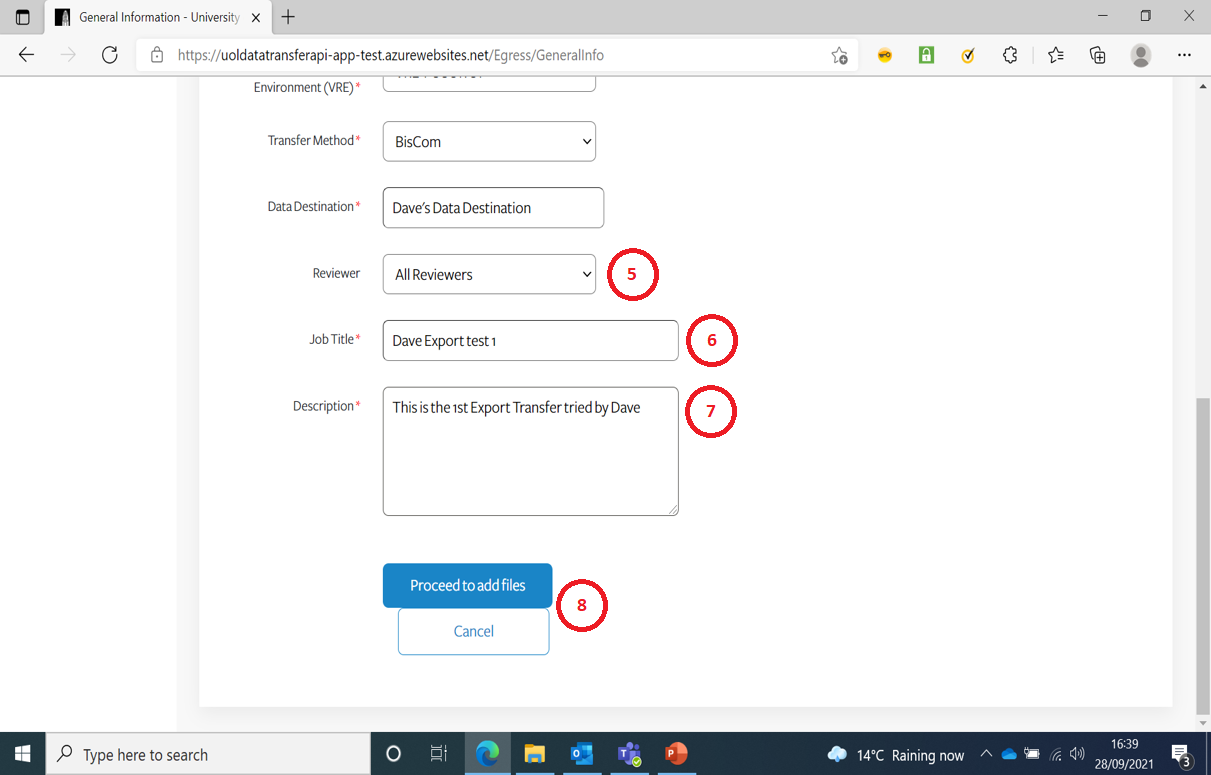 General Information - University
https://uoldatatransferapi-app-test.azurewebsites.net/Egress/GeneralInfo
Environment (VRE)*
Transfer Method* BisCom
Data Destination* Dave's Data Destination
Reviewer All Reviewers 5
Job Title* Dave Export test 1 6
Description* This is the 1st Export Transfer tried by Dave 7
Proceed to add files 8
Cancel
Type here to search
14°C Raining now
16:39
28/09/2021
3